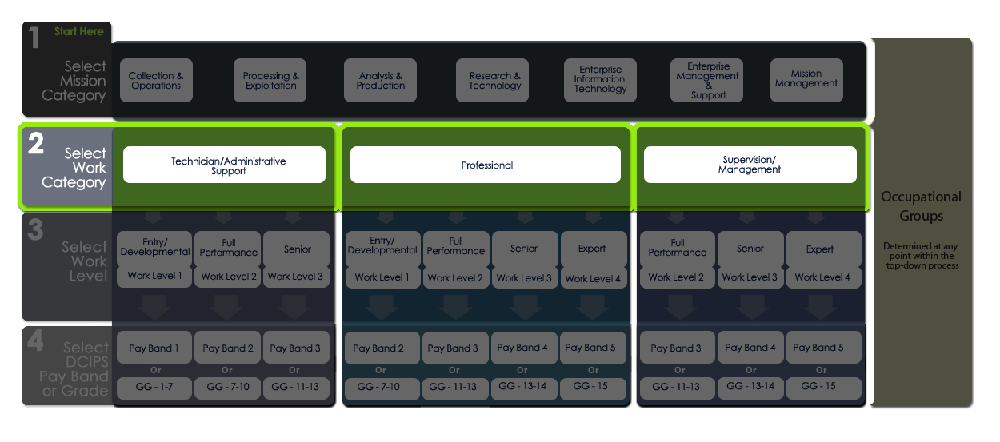 1 Start Here
Select
Mission
Category
Collection &
Operations
Processing &
Exploitation
Analysis &
Production
Research &
Technology
Enterprise
Information
Technology
Enterprise
Management
&
Support
Mission
Management
2
Select
Work
Category
Technician/Administrative
Support
Professional
Supervision/
Management
3
Select
Work
Level
Entry/
Developmental
Work Level 1
Full
Performance
Work Level 2
Senior
Work Level 3
Entry/
Developmental
Work Level 1
Full
Performance
Work Level 2
Senior
Work Level 3
Expert
Work Level 4
Full
Performance
Work Level 2
Senior
Work Level 3
Expert
Work Level 4
4
Select
DCIPS
Pay Band
or Grade
Pay Band 1
Or
GG - 1-7
Pay Band 2
Or
GG - 7-10
Pay Band 3
Or
GG - 11-13
Pay Band 2
Or
GG - 7-10
Pay Band 3
Or
GG - 11-13
Pay Band 4
Or
GG - 13-14
Pay Band 5
Or
GG - 15
Pay Band 3
Or
GG - 11-13
Pay Band 4
Or
GG - 13-14
Pay Band 5
Or
GG - 15
Occupational
Groups
Determined at any
point within the
top-down process